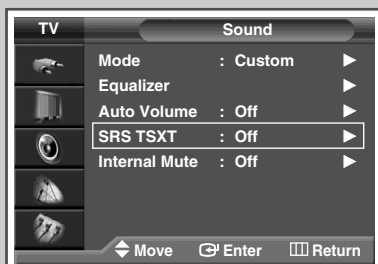 TV Sound
Mode : Custom
Equalizer
Auto Volume : Off
SRS TSXT : Off
Internal Mute : Off
Move Enter Return